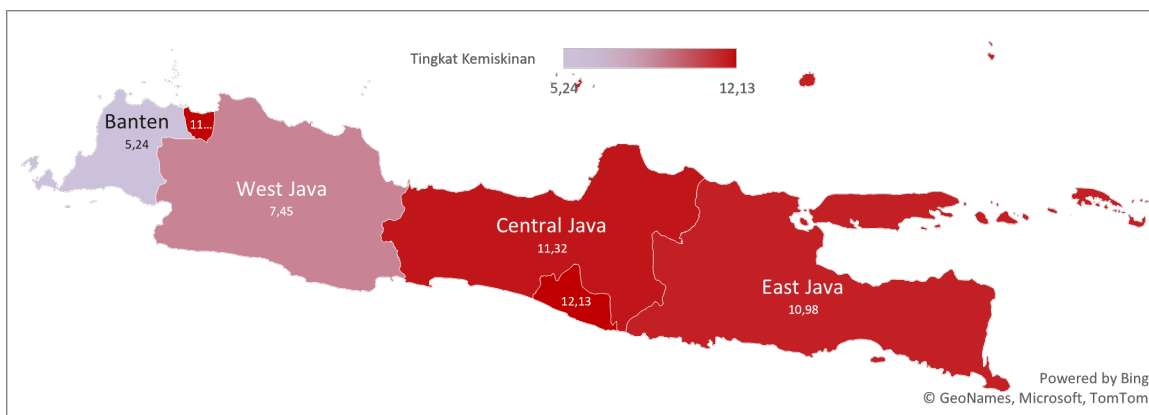 Tingkat Kemiskinan
5,24
12,13
Banten
5,24
11...
West Java
7,45
Central Java
11,32
12,13
East Java
10,98
Powered by Bing
© GeoNames, Microsoft, TomTom